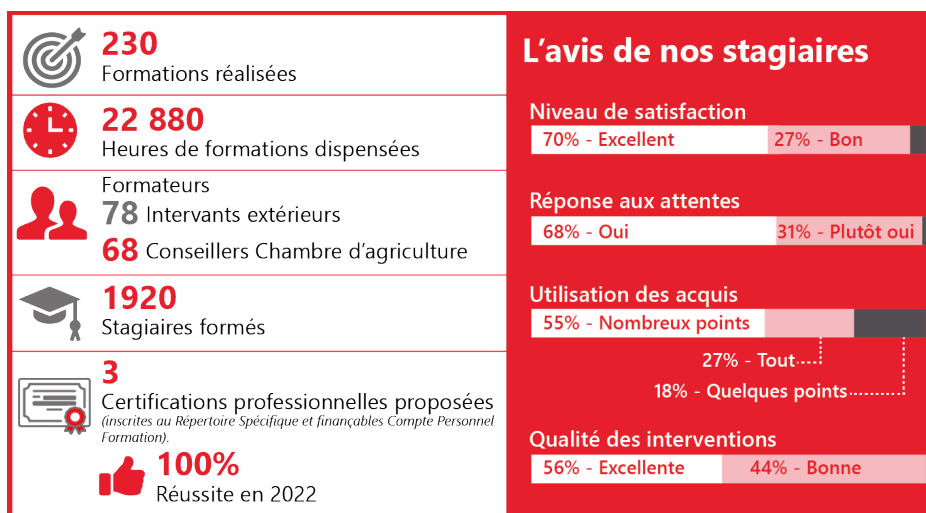 230
Formations réalisées
22 880
Heures de formations dispensées
Formateurs
78 Intervants extérieurs
68 Conseillers Chambre d'agriculture
1920
Stagiaires formés
3
Certifications professionnelles proposées
(inscrites au Répertoire Spécifique et finançables Compte Personnel
Formation).
100%
Réussite en 2022
L'avis de nos stagiaires
Niveau de satisfaction
70% - Excellent 27% - Bon
Réponse aux attentes
68% - Oui 31% - Plutôt oui
Utilisation des acquis
55% - Nombreux points
27% - Tout
18% - Quelques points
Qualité des interventions
56% - Excellente 44% - Bonne